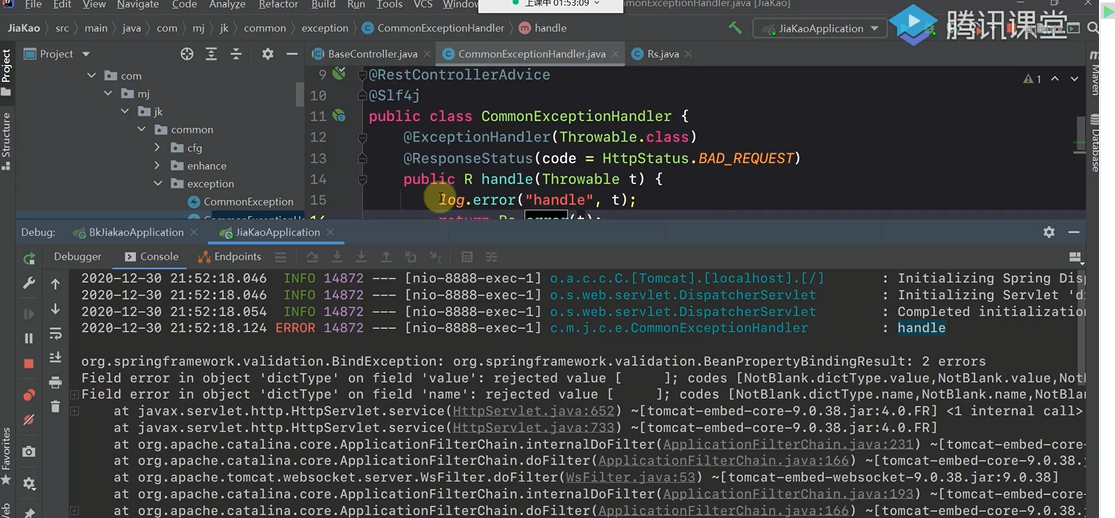 File Edit View Navigate Code Analyze Refactor Build Run Tools VCS Window
上课中 01:53:09
CommonExceptionHandler.java [JiaKao]
JiaKao src main java com mj jk common exception CommonExceptionHandler handle
JiaKaoApplication
腾讯课堂
Project
BaseController.java CommonExceptionHandler.java Rs.java
com
mj
jk
common
cfg
enhance
exception
CommonException
CommonExceptionH
9 @RestControllerAdvice
10 @Slf4j
11 public class CommonExceptionHandler {
12 @ExceptionHandler(Throwable.class)
13 @ResponseStatus(code = HttpStatus.BAD_REQUEST)
14 public R handle(Throwable t) {
15 log.error("handle", t);
16 return Rs.error(t);
1
Project
Structure
Favorites
Web
Maven
Database
Debug: BkJiakaoApplication JiaKaoApplication
Debugger Console Endpoints
2020-12-30 21:52:18.046 INFO 14872 --- [nio-8888-exec-1] o.a.c.c.C.[Tomcat].[localhost].[/] : Initializing Spring Dis
2020-12-30 21:52:18.046 INFO 14872 --- [nio-8888-exec-1] o.s.web.servlet.DispatcherServlet : Initializing Servlet 'di
2020-12-30 21:52:18.054 INFO 14872 --- [nio-8888-exec-1] o.s.web.servlet.DispatcherServlet : Completed initialization
2020-12-30 21:52:18.124 ERROR 14872 --- [nio-8888-exec-1] c.m.j.c.e.CommonExceptionHandler : handle
org.springframework.validation.BindException: org.springframework.validation.BeanPropertyBindingResult: 2 errors
Field error in object 'dictType' on field 'value': rejected value [ ]; codes [NotBlank.dictType.value,NotBlank.value,Not
Field error in object 'dictType' on field 'name': rejected value [ ]; codes [NotBlank.dictType.name,NotBlank.name,NotBl
at javax.servlet.http.HttpServlet.service(HttpServlet.java:652) ~[tomcat-embed-core-9.0.38.jar:4.0.FR] <1 internal call>
at javax.servlet.http.HttpServlet.service(HttpServlet.java:733) ~[tomcat-embed-core-9.0.38.jar:4.0.FR]
at org.apache.catalina.core.ApplicationFilterChain.internalDoFilter(ApplicationFilterChain.java:231) ~[tomcat-embed-core-
at org.apache.catalina.core.ApplicationFilterChain.doFilter(ApplicationFilterChain.java:166) ~[tomcat-embed-core-9.0.38.j
at org.apache.tomcat.websocket.server.WsFilter.doFilter(WsFilter.java:53) ~[tomcat-embed-websocket-9.0.38.jar:9.0.38]
at org.apache.catalina.core.ApplicationFilterChain.internalDoFilter(ApplicationFilterChain.java:193) ~[tomcat-embed-core-
at org.apache.catalina.core.ApplicationFilterChain.doFilter(ApplicationFilterChain.java:166) ~[tomcat-embed-core-9.0.38.j